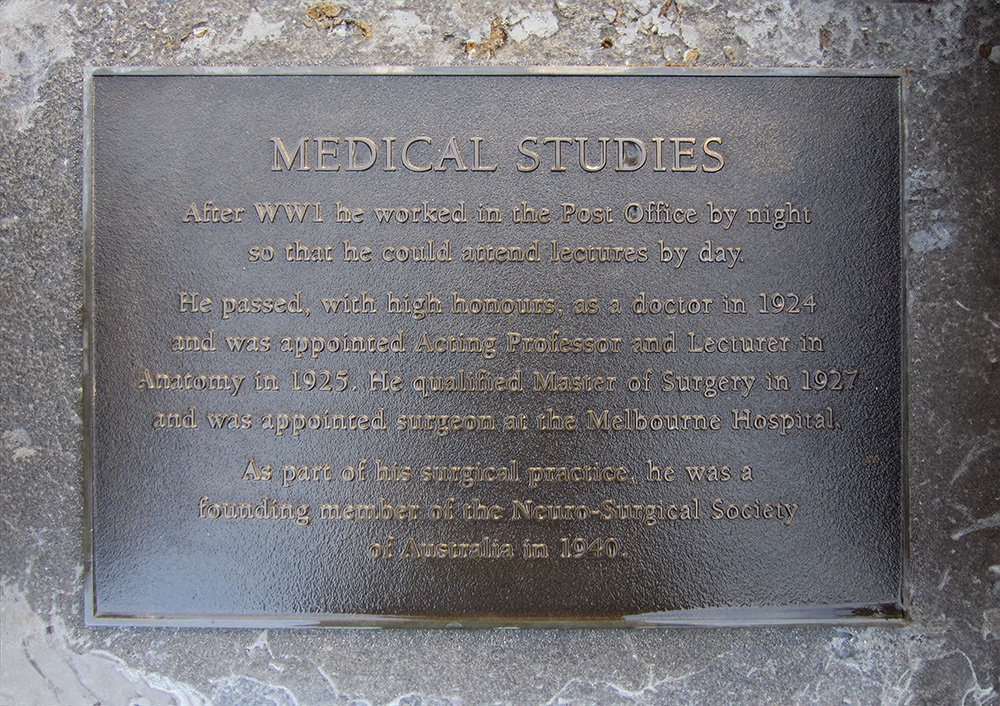 MEDICAL STUDIES
After WW1 he worked in the Post Office by night
so that he could attend lectures by day.
He passed, with high honours, as a doctor in 1924
and was appointed Acting Professor and Lecturer in
Anatomy in 1925. He qualified Master of Surgery in 1927
and was appointed surgeon at the Melbourne Hospital.
As part of his surgical practice, he was a
founding member of the Neuro-Surgical Society
of Australia in 1940.